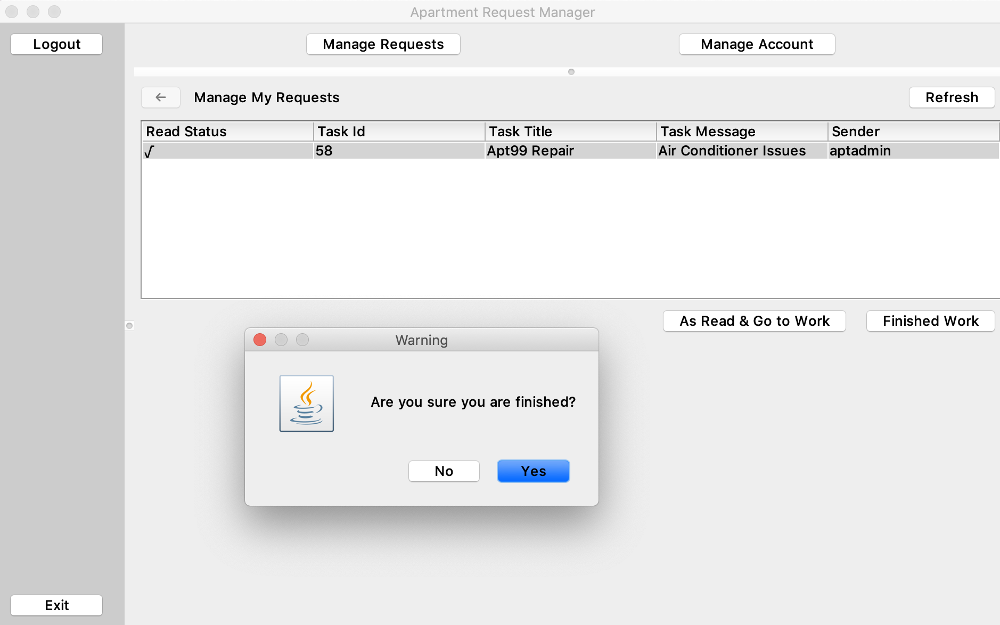 Apartment Request Manager
Logout
Manage Requests
Manage Account
← Manage My Requests
Refresh
Read Status Task Id Task Title Task Message Sender
√ 58 Apt99 Repair Air Conditioner Issues aptadmin
As Read & Go to Work
Finished Work
Warning
Are you sure you are finished?
No
Yes
Exit